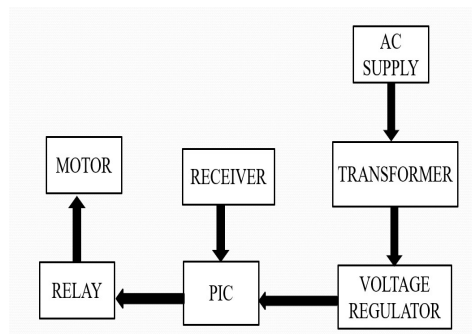 AC
SUPPLY
MOTOR
RECEIVER
TRANSFORMER
RELAY
PIC
VOLTAGE
REGULATOR